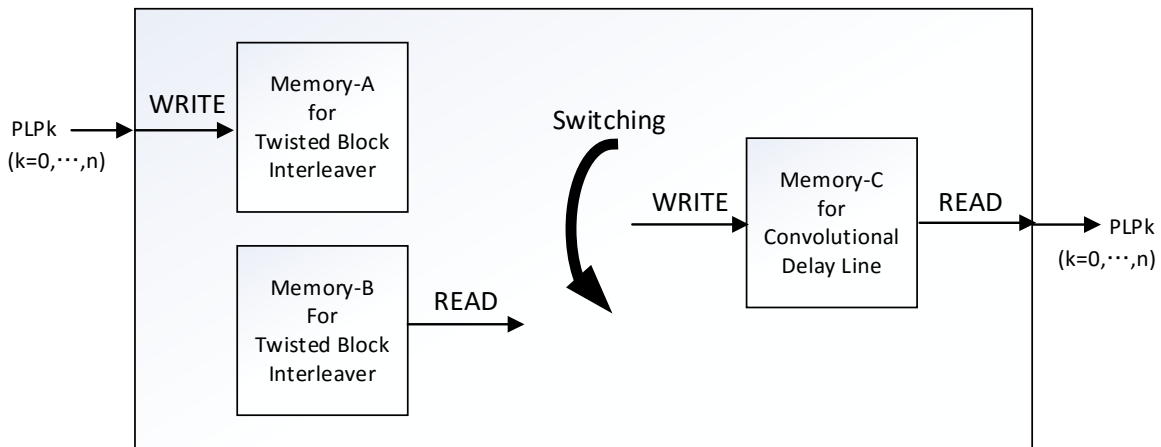 PLPk
(k=0,⋯,n)
WRITE
Memory-A
for
Twisted Block
Interleaver
Memory-B
For
Twisted Block
Interleaver
READ
Switching
WRITE
Memory-C
for
Convolutional
Delay Line
READ
PLPk
(k=0,⋯,n)